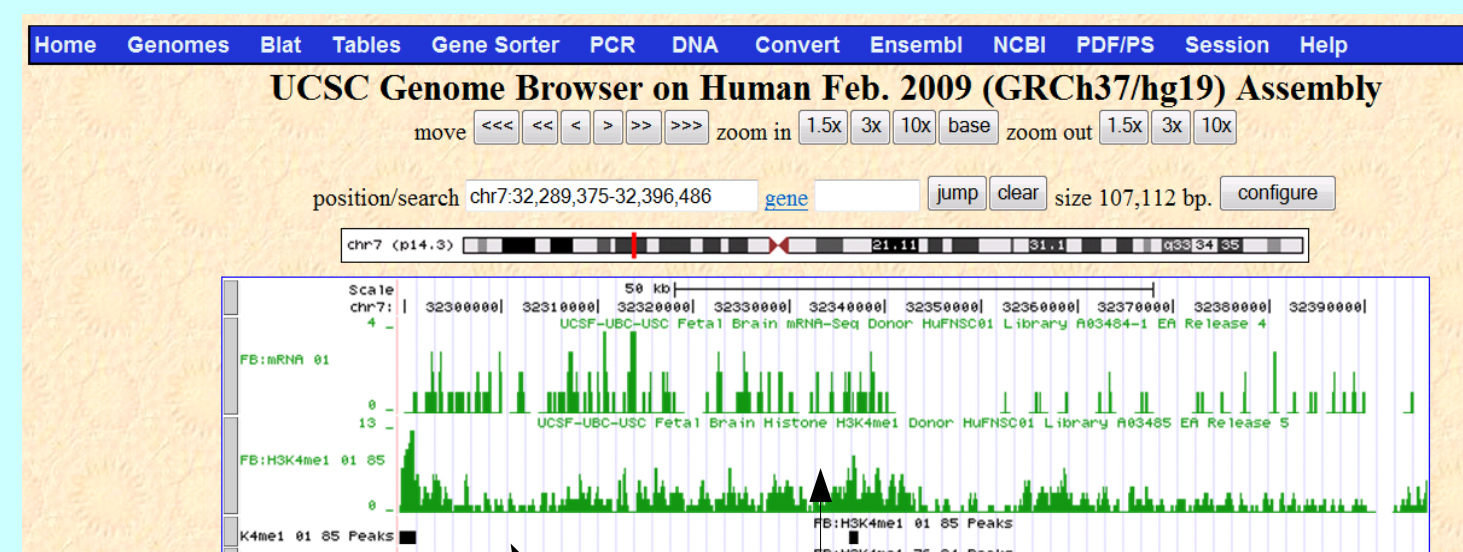 Home Genomes Blat Tables Gene Sorter PCR DNA Convert Ensembl NCBI PDF/PS Session Help
UCSC Genome Browser on Human Feb. 2009 (GRCh37/hg19) Assembly
move <<< << < > >> >>> zoom in 1.5x 3x 10x base zoom out 1.5x 3x 10x
position/search chr7:32,289,375-32,396,486 gene jump clear size 107,112 bp. configure
chr7 (p14.3) 21.11 31.1 q33 34 35
Scale 50 kb
chr7: 32300000 32310000 32320000 32330000 32340000 32350000 32360000 32370000 32380000 32390000
4 _ UCSF-UBC-USC Fetal Brain mRNA-Seq Donor HuFNSC01 Library A03484-1 EA Release 4
FB:mRNA 01
0 _
13 _ UCSF-UBC-USC Fetal Brain Histone H3K4me1 Donor HuFNSC01 Library A03485 EA Release 5
FB:H3K4me1 01 85
0 _
FB:H3K4me1 01 85 Peaks
K4me1 01 85 Peaks